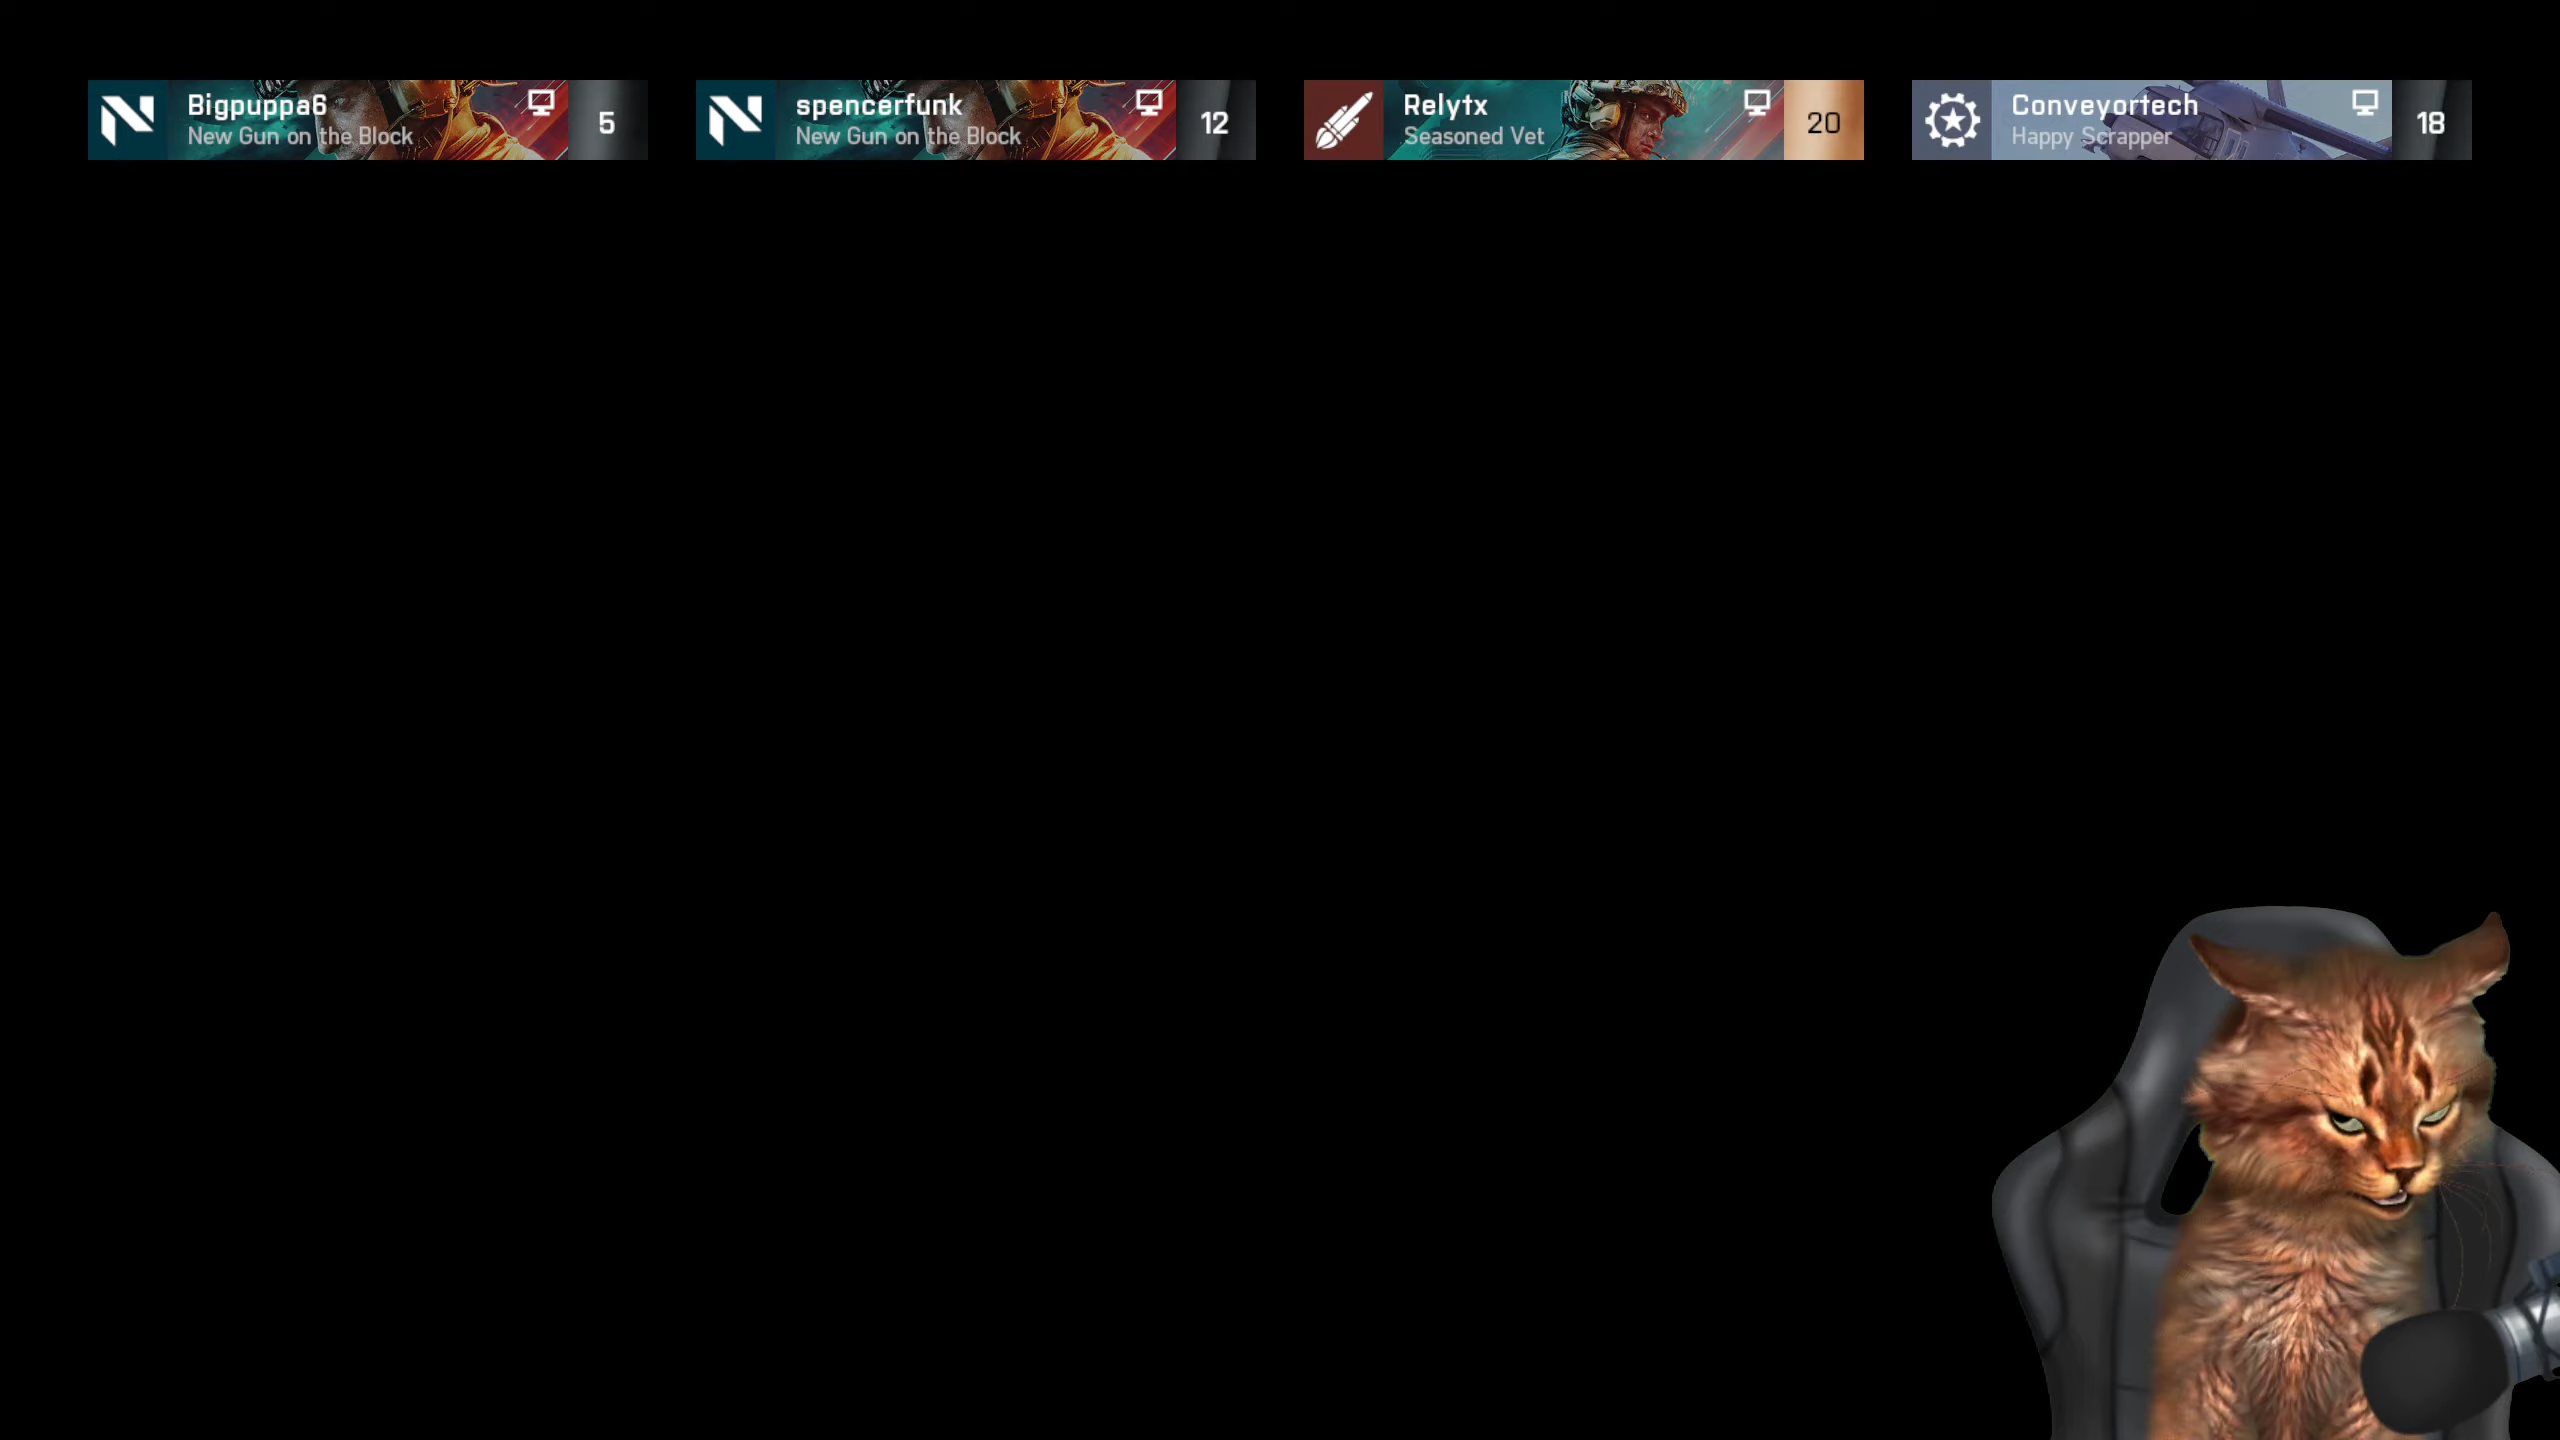 Bigpuppa6
New Gun on the Block
5
spencerfunk
New Gun on the Block
12
Relytx
Seasoned Vet
20
Conveyortech
Happy Scrapper
18